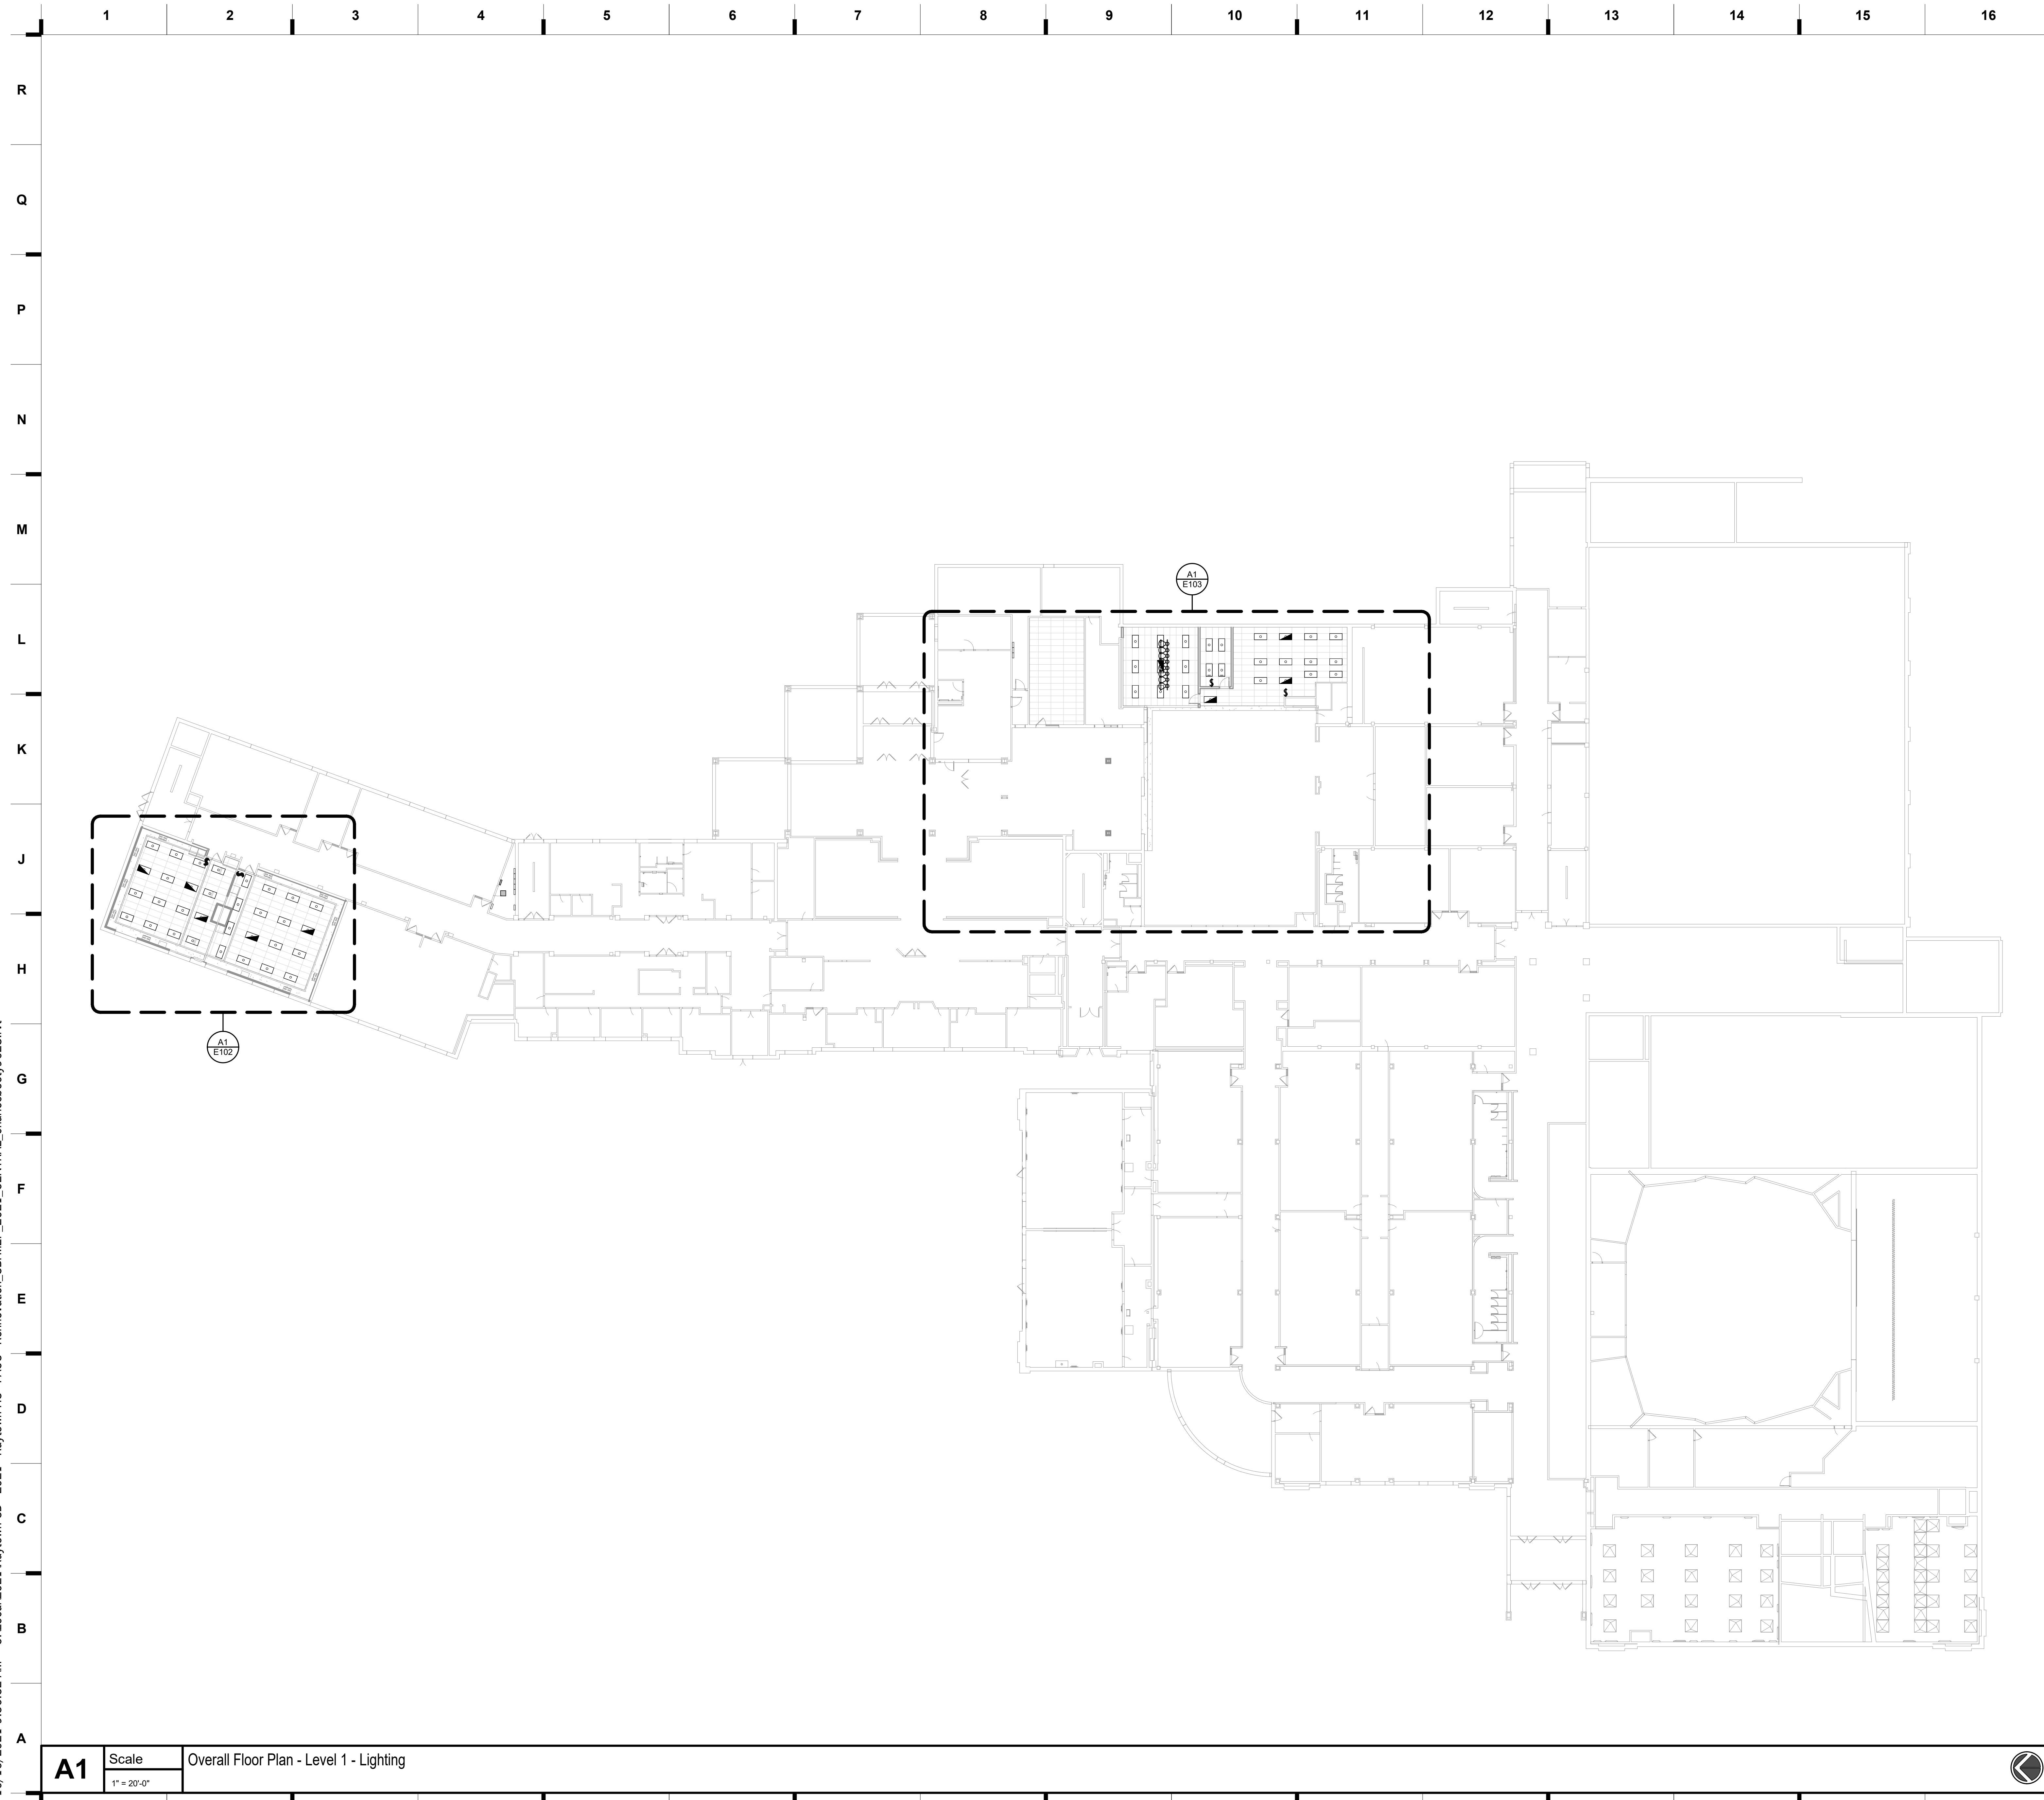 1 2 3 4 5 6 7 8 9 10 11 12 13 14 15 16
R
Q
P
N
M
A1
E103
L
$
$
K
J
$
$
H
A1
E102
G
F
E
D
C
B
A
A1
Scale
1" = 20'-0"
Overall Floor Plan - Level 1 - Lighting